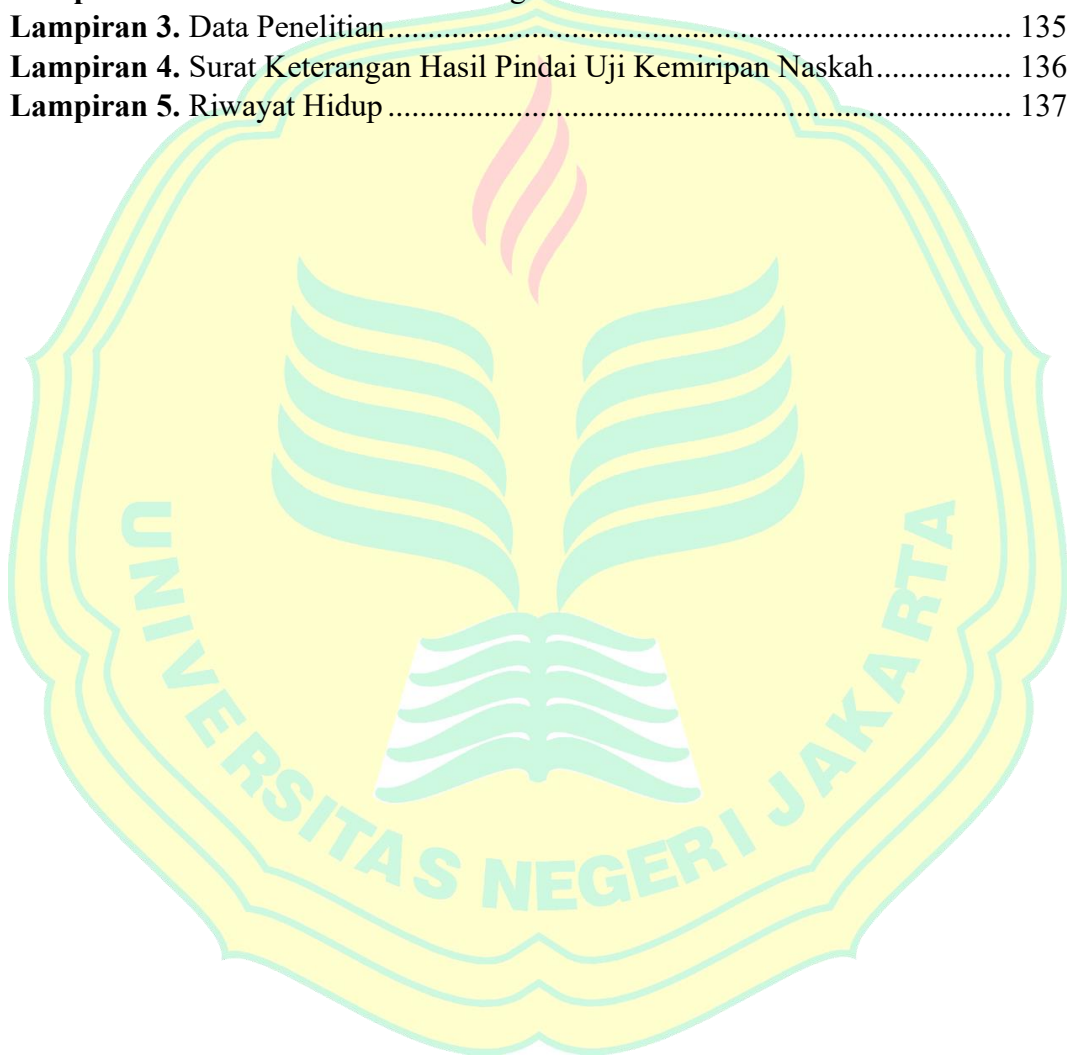 Lampiran 3. Data Penelitian.............................................................................. 135
Lampiran 4. Surat Keterangan Hasil Pindai Uji Kemiripan Naskah................. 136
Lampiran 5. Riwayat Hidup.............................................................................. 137
UNIVERSITAS NEGERI JAKARTA